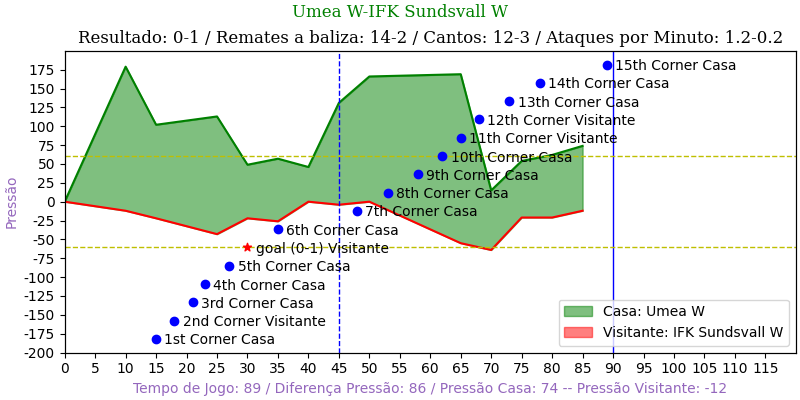 Umea W-IFK Sundsvall W
Resultado: 0-1 / Remates a baliza: 14-2 / Cantos: 12-3 / Ataques por Minuto: 1.2-0.2
Pressão
175
150
125
100
75
50
25
0
-25
-50
-75
-100
-125
-150
-175
-200
15th Corner Casa
14th Corner Casa
13th Corner Casa
12th Corner Visitante
11th Corner Visitante
10th Corner Casa
9th Corner Casa
8th Corner Casa
7th Corner Casa
6th Corner Casa
goal (0-1) Visitante
5th Corner Casa
4th Corner Casa
3rd Corner Casa
2nd Corner Visitante
1st Corner Casa
Casa: Umea W
Visitante: IFK Sundsvall W
0 5 10 15 20 25 30 35 40 45 50 55 60 65 70 75 80 85 90 95 100 105 110 115
Tempo de Jogo: 89 / Diferença Pressão: 86 / Pressão Casa: 74 -- Pressão Visitante: -12